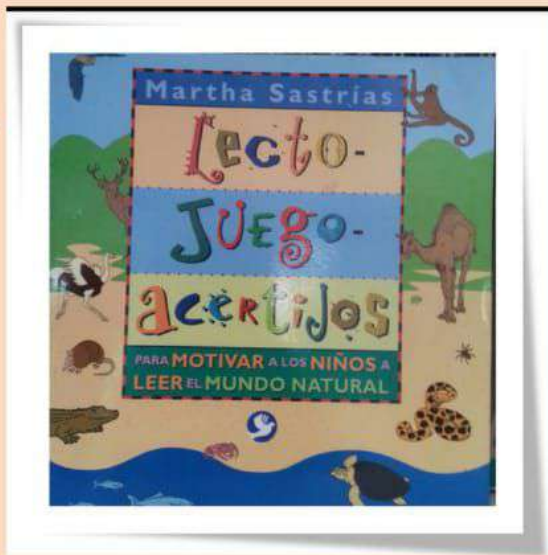 Martha Sastrías
Lecto-
Juego-
acertijos
PARA MOTIVAR A LOS NIÑOS A
LEER EL MUNDO NATURAL